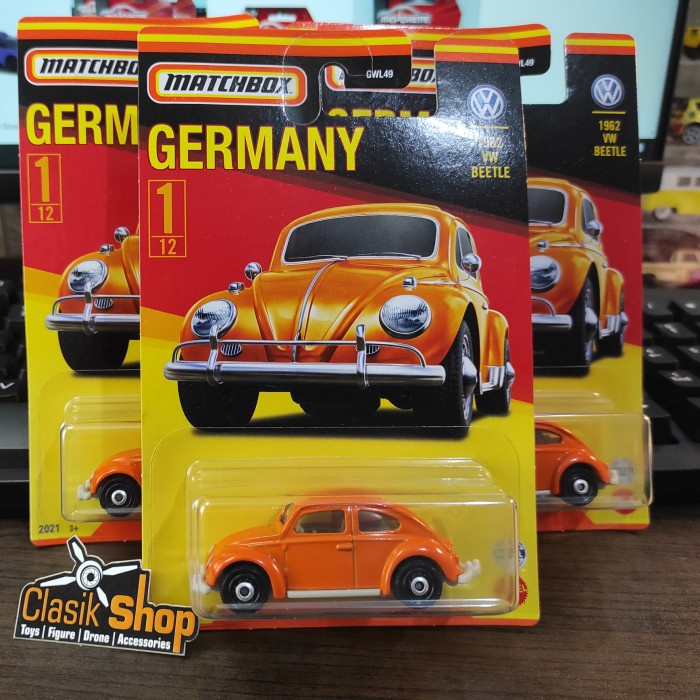 MATCHBO
GERM
1
12
MATCHBOX
GERMANY
1
12
GWL49
1962
VW
BEETLE
1962
VW
BEETLE
2021 3+
Clasik Shop
Toys | Figure | Drone | Accessories